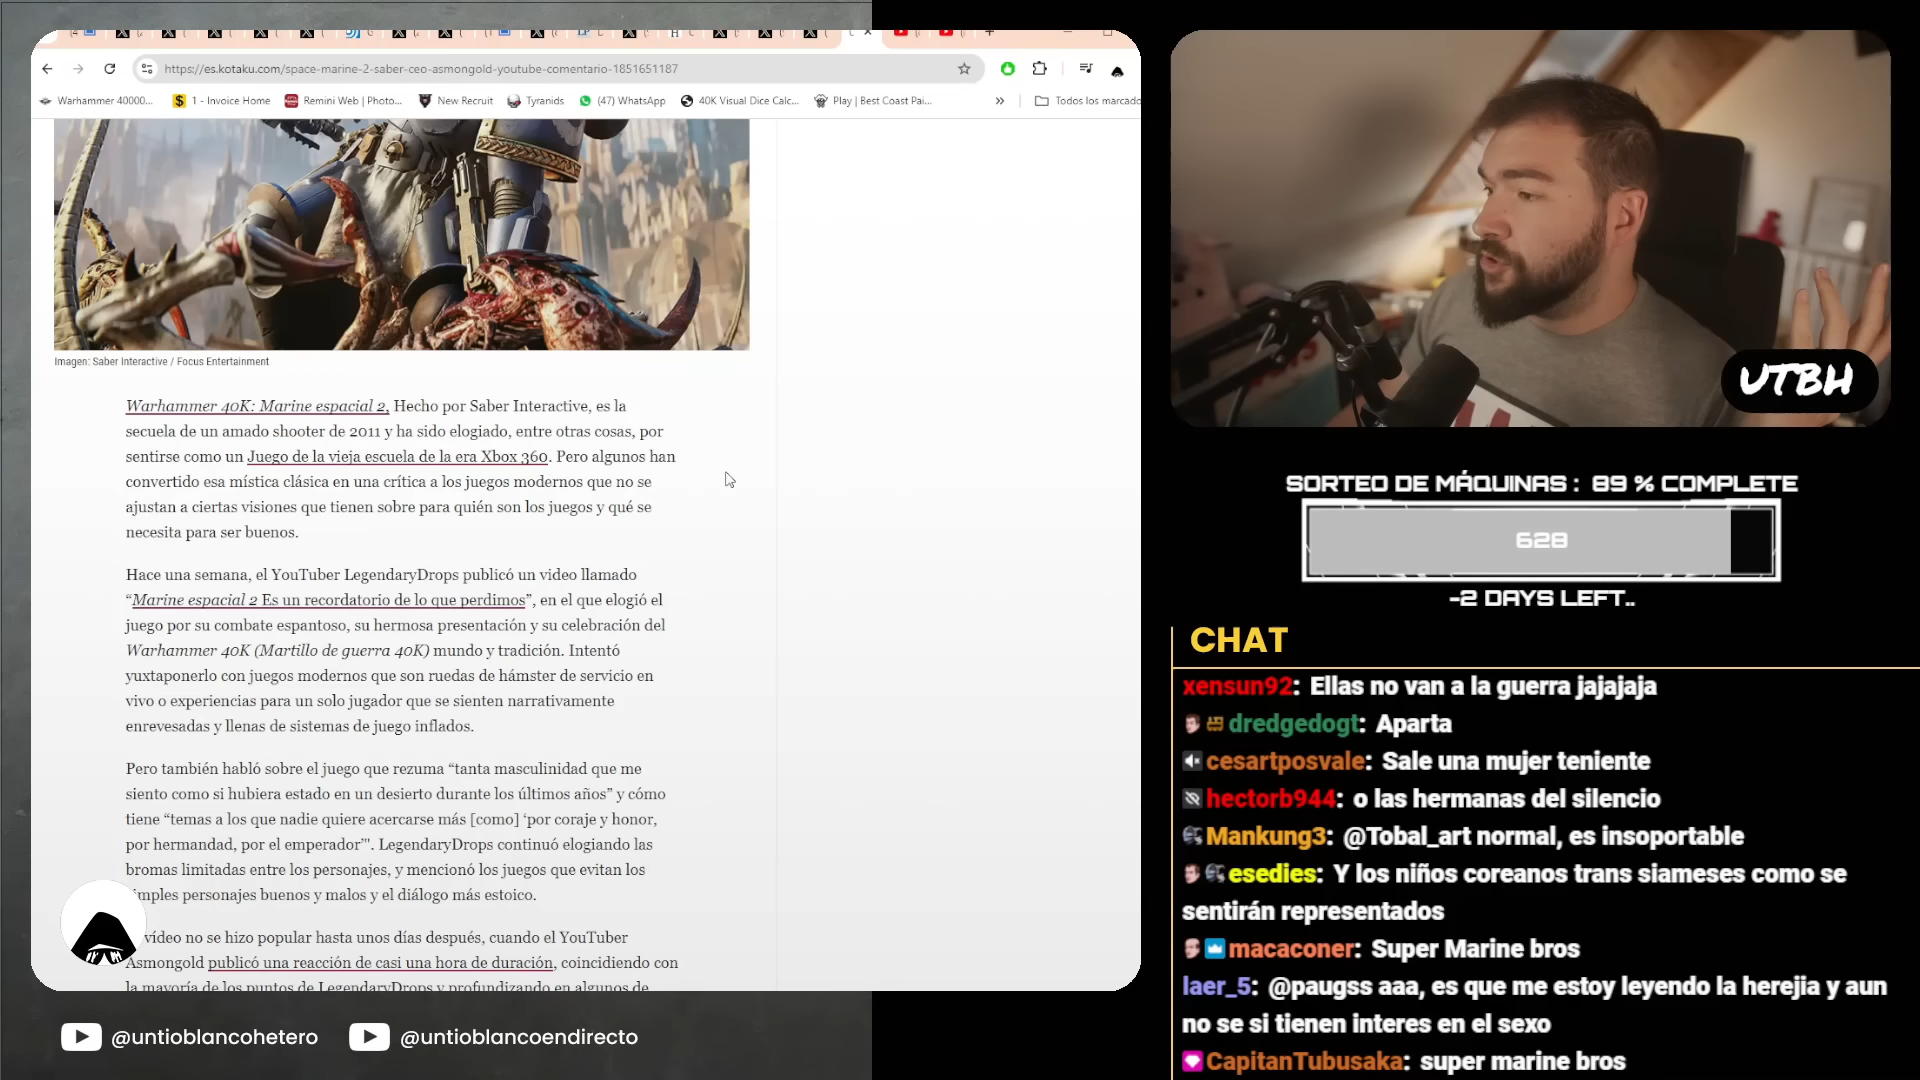 https://es.kotaku.com/space-marine-2-saber-ceo-asmongold-youtube-comentario-1851651187
Warhammer 40000...
1 - Invoice Home
Remini Web | Photo...
New Recruit
Tyranids
(47) WhatsApp
40K Visual Dice Calc...
Play | Best Coast Pai...
»
Todos los marcado
Imagen: Saber Interactive / Focus Entertainment
Warhammer 40K: Marine espacial 2, Hecho por Saber Interactive, es la
secuela de un amado shooter de 2011 y ha sido elogiado, entre otras cosas, por
sentirse como un Juego de la vieja escuela de la era Xbox 360. Pero algunos han
convertido esa mística clásica en una crítica a los juegos modernos que no se
ajustan a ciertas visiones que tienen sobre para quién son los juegos y qué se
necesita para ser buenos.
Hace una semana, el YouTuber LegendaryDrops publicó un video llamado
“Marine espacial 2 Es un recordatorio de lo que perdimos”, en el que elogió el
juego por su combate espantoso, su hermosa presentación y su celebración del
Warhammer 40K (Martillo de guerra 40K) mundo y tradición. Intentó
yuxtaponerlo con juegos modernos que son ruedas de hámster de servicio en
vivo o experiencias para un solo jugador que se sienten narrativamente
enrevesadas y llenas de sistemas de juego inflados.
Pero también habló sobre el juego que rezuma “tanta masculinidad que me
siento como si hubiera estado en un desierto durante los últimos años” y cómo
tiene “temas a los que nadie quiere acercarse más [como] ‘por coraje y honor,
por hermandad, por el emperador’”. LegendaryDrops continuó elogiando las
bromas limitadas entre los personajes, y mencionó los juegos que evitan los
imples personajes buenos y malos y el diálogo más estoico.
vídeo no se hizo popular hasta unos días después, cuando el YouTuber
Asmongold publicó una reacción de casi una hora de duración, coincidiendo con
la mayoría de los puntos de LegendaryDrops y profundizando en algunos de
@untioblancohetero
@untioblancoendirecto
UTBH
SORTEO DE MÁQUINAS : 89 % COMPLETE
628
-2 DAYS LEFT..
CHAT
xensun92: Ellas no van a la guerra jajajaja
dredgedogt: Aparta
cesartposvale: Sale una mujer teniente
hectorb944: o las hermanas del silencio
Mankung3: @Tobal_art normal, es insoportable
esedies: Y los niños coreanos trans siameses como se
sentirán representados
macaconer: Super Marine bros
laer_5: @paugss aaa, es que me estoy leyendo la herejia y aun
no se si tienen interes en el sexo
CapitanTubusaka: super marine bros